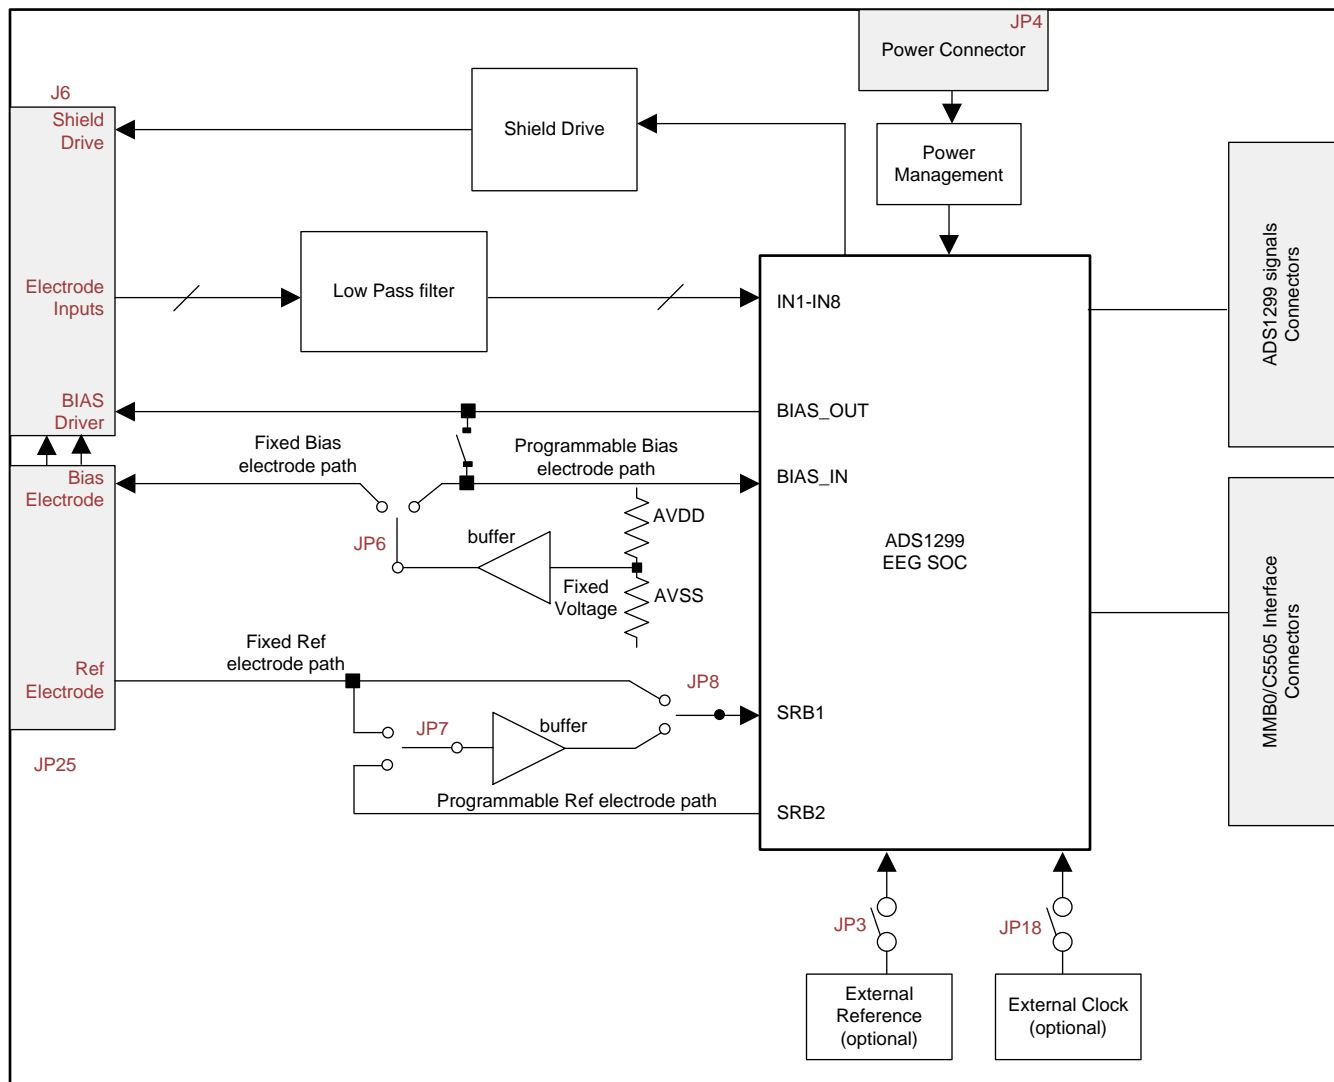 JP4
Power Connector
J6
Shield
Drive
Shield Drive
Power
Management
ADS1299 signals
Connectors
Electrode
Inputs
Low Pass filter
IN1-IN8
BIAS
Driver
BIAS_OUT
Fixed Bias
electrode path
Programmable Bias
electrode path
Bias
Electrode
BIAS_IN
AVDD
JP6
buffer
Fixed
Voltage
AVSS
ADS1299
EEG SOC
MMB0/C5505 Interface
Connectors
Fixed Ref
electrode path
Ref
Electrode
JP8
JP7
buffer
SRB1
JP25
Programmable Ref electrode path
SRB2
JP3
JP18
External
Reference
(optional)
External Clock
(optional)